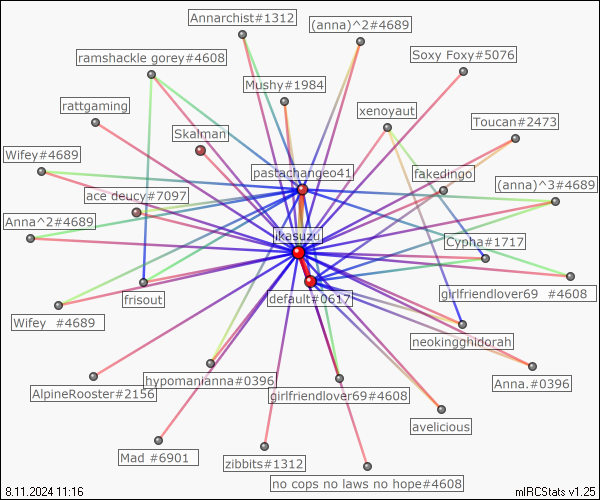 Annarchist#1312
(anna)^2#4689
ramshackle gorey#4608
Soxy Foxy#5076
Mushy#1984
rattgaming
xenoyaut
Toucan#2473
Skalman
Wifey#4689
pastachangeo41
fakedingo
(anna)^3#4689
ace deucy#7097
Anna^2#4689
ikasuzu
Cypha#1717
frisout
default#0617
girlfriendlover69 #4608
Wifey #4689
neokingghidorah
hypomanianna#0396
Anna.#0396
AlpineRooster#2156
girlfriendlover69#4608
avelicious
Mad #6901
zibbits#1312
no cops no laws no hope#4608
8.11.2024 11:16
mIRCStats v1.25